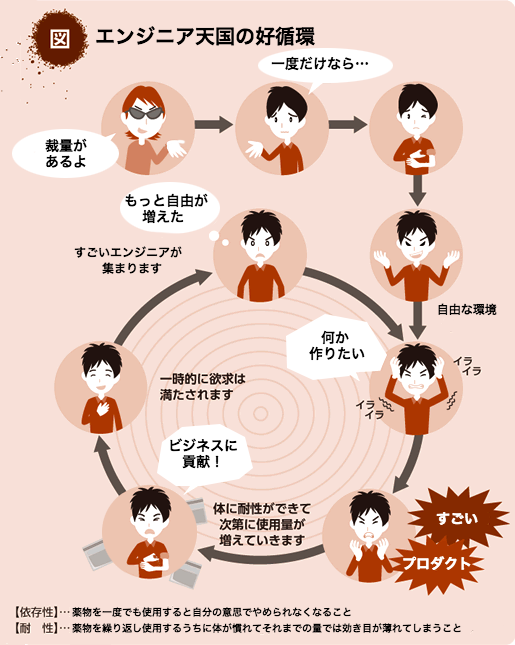 図
エンジニア天国の好循環
一度だけなら…
裁量が
あるよ
もっと自由が
増えた
すごいエンジニアが
集まります
自由な環境
何か
作りたい
イラ
イラ
イラ
イラ
一時的に欲求は
満たされます
ビジネスに
貢献！
体に耐性ができて
次第に使用量が
増えていきます
すごい
プロダクト
【依存性】…薬物を一度でも使用すると自分の意思でやめられなくなること
【耐　性】…薬物を繰り返し使用するうちに体が慣れてそれまでの量では効き目が薄れてしまうこと